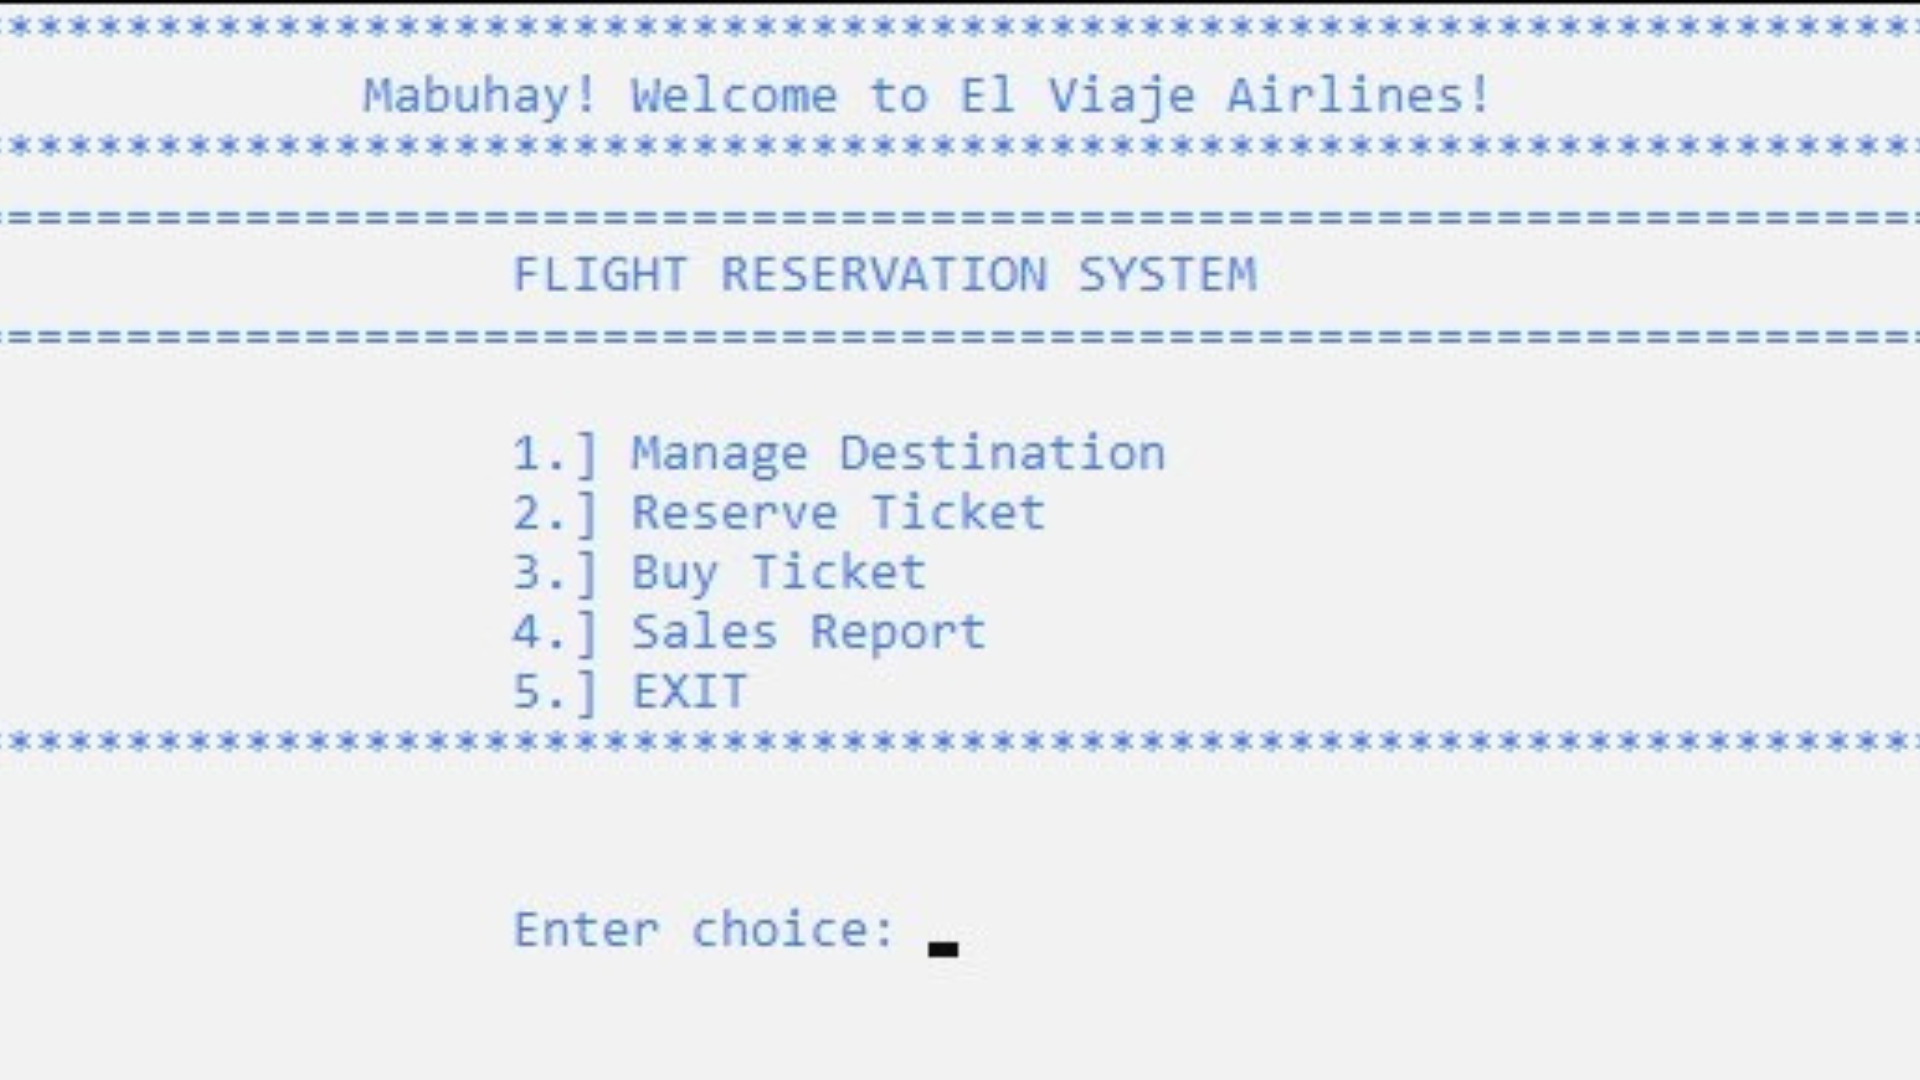 *****************************************************************
Mabuhay! Welcome to El Viaje Airlines!
*****************************************************************
=================================================================
FLIGHT RESERVATION SYSTEM
=================================================================
1.] Manage Destination
2.] Reserve Ticket
3.] Buy Ticket
4.] Sales Report
5.] EXIT
*****************************************************************
Enter choice: